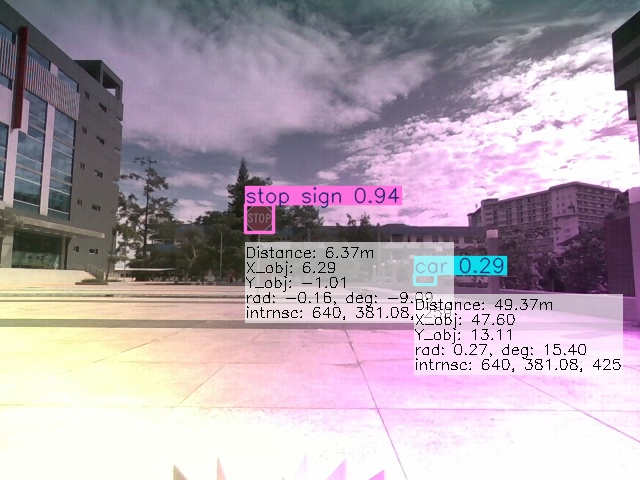 stop sign 0.94
STOP
Distance: 6.37m
X_obj: 6.29
Y_obj: -1.01
rad: -0.16, deg: -9.09
intrnsc: 640, 381.08,
car 0.29
Distance: 49.37m
X_obj: 47.60
Y_obj: 13.11
rad: 0.27, deg: 15.40
intrnsc: 640, 381.08, 425